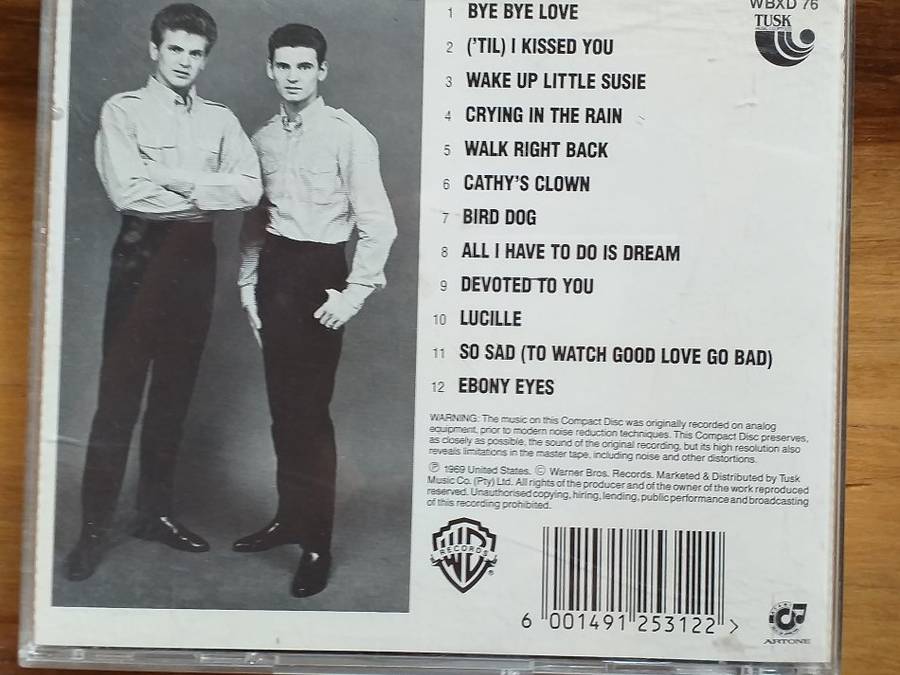 WBXD 76
TUSK
1 BYE BYE LOVE
2 ('TIL) I KISSED YOU
3 WAKE UP LITTLE SUSIE
4 CRYING IN THE RAIN
5 WALK RIGHT BACK
6 CATHY'S CLOWN
7 BIRD DOG
8 ALL I HAVE TO DO IS DREAM
9 DEVOTED TO YOU
10 LUCILLE
11 SO SAD (TO WATCH GOOD LOVE GO BAD)
12 EBONY EYES
WARNING: The music on this Compact Disc was originally recorded on analog
equipment, prior to modern noise reduction techniques. This Compact Disc preserves,
as closely as possible, the sound of the original recording, but its high resolution also
reveals limitations in the master tape, including noise and other distortions.
℗ 1969 United States. © Warner Bros. Records. Marketed & Distributed by Tusk
Music Co. (Pty) Ltd. All rights of the producer and of the owner of the work reproduced
reserved. Unauthorised copying, hiring, lending, public performance and broadcasting
of this recording prohibited.
RECORDS
®
6 001491 253122 >
ARTONE